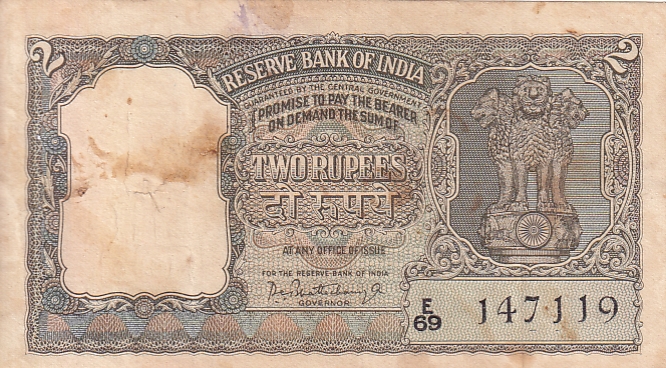 2
2
RESERVE BANK OF INDIA
GUARANTEED BY THE CENTRAL GOVERNMENT
I PROMISE TO PAY THE BEARER
ON DEMAND THE SUM OF
TWO RUPEES
दो रूपये
AT ANY OFFICE OF ISSUE
FOR THE RESERVE BANK OF INDIA
GOVERNOR
E
69
147119